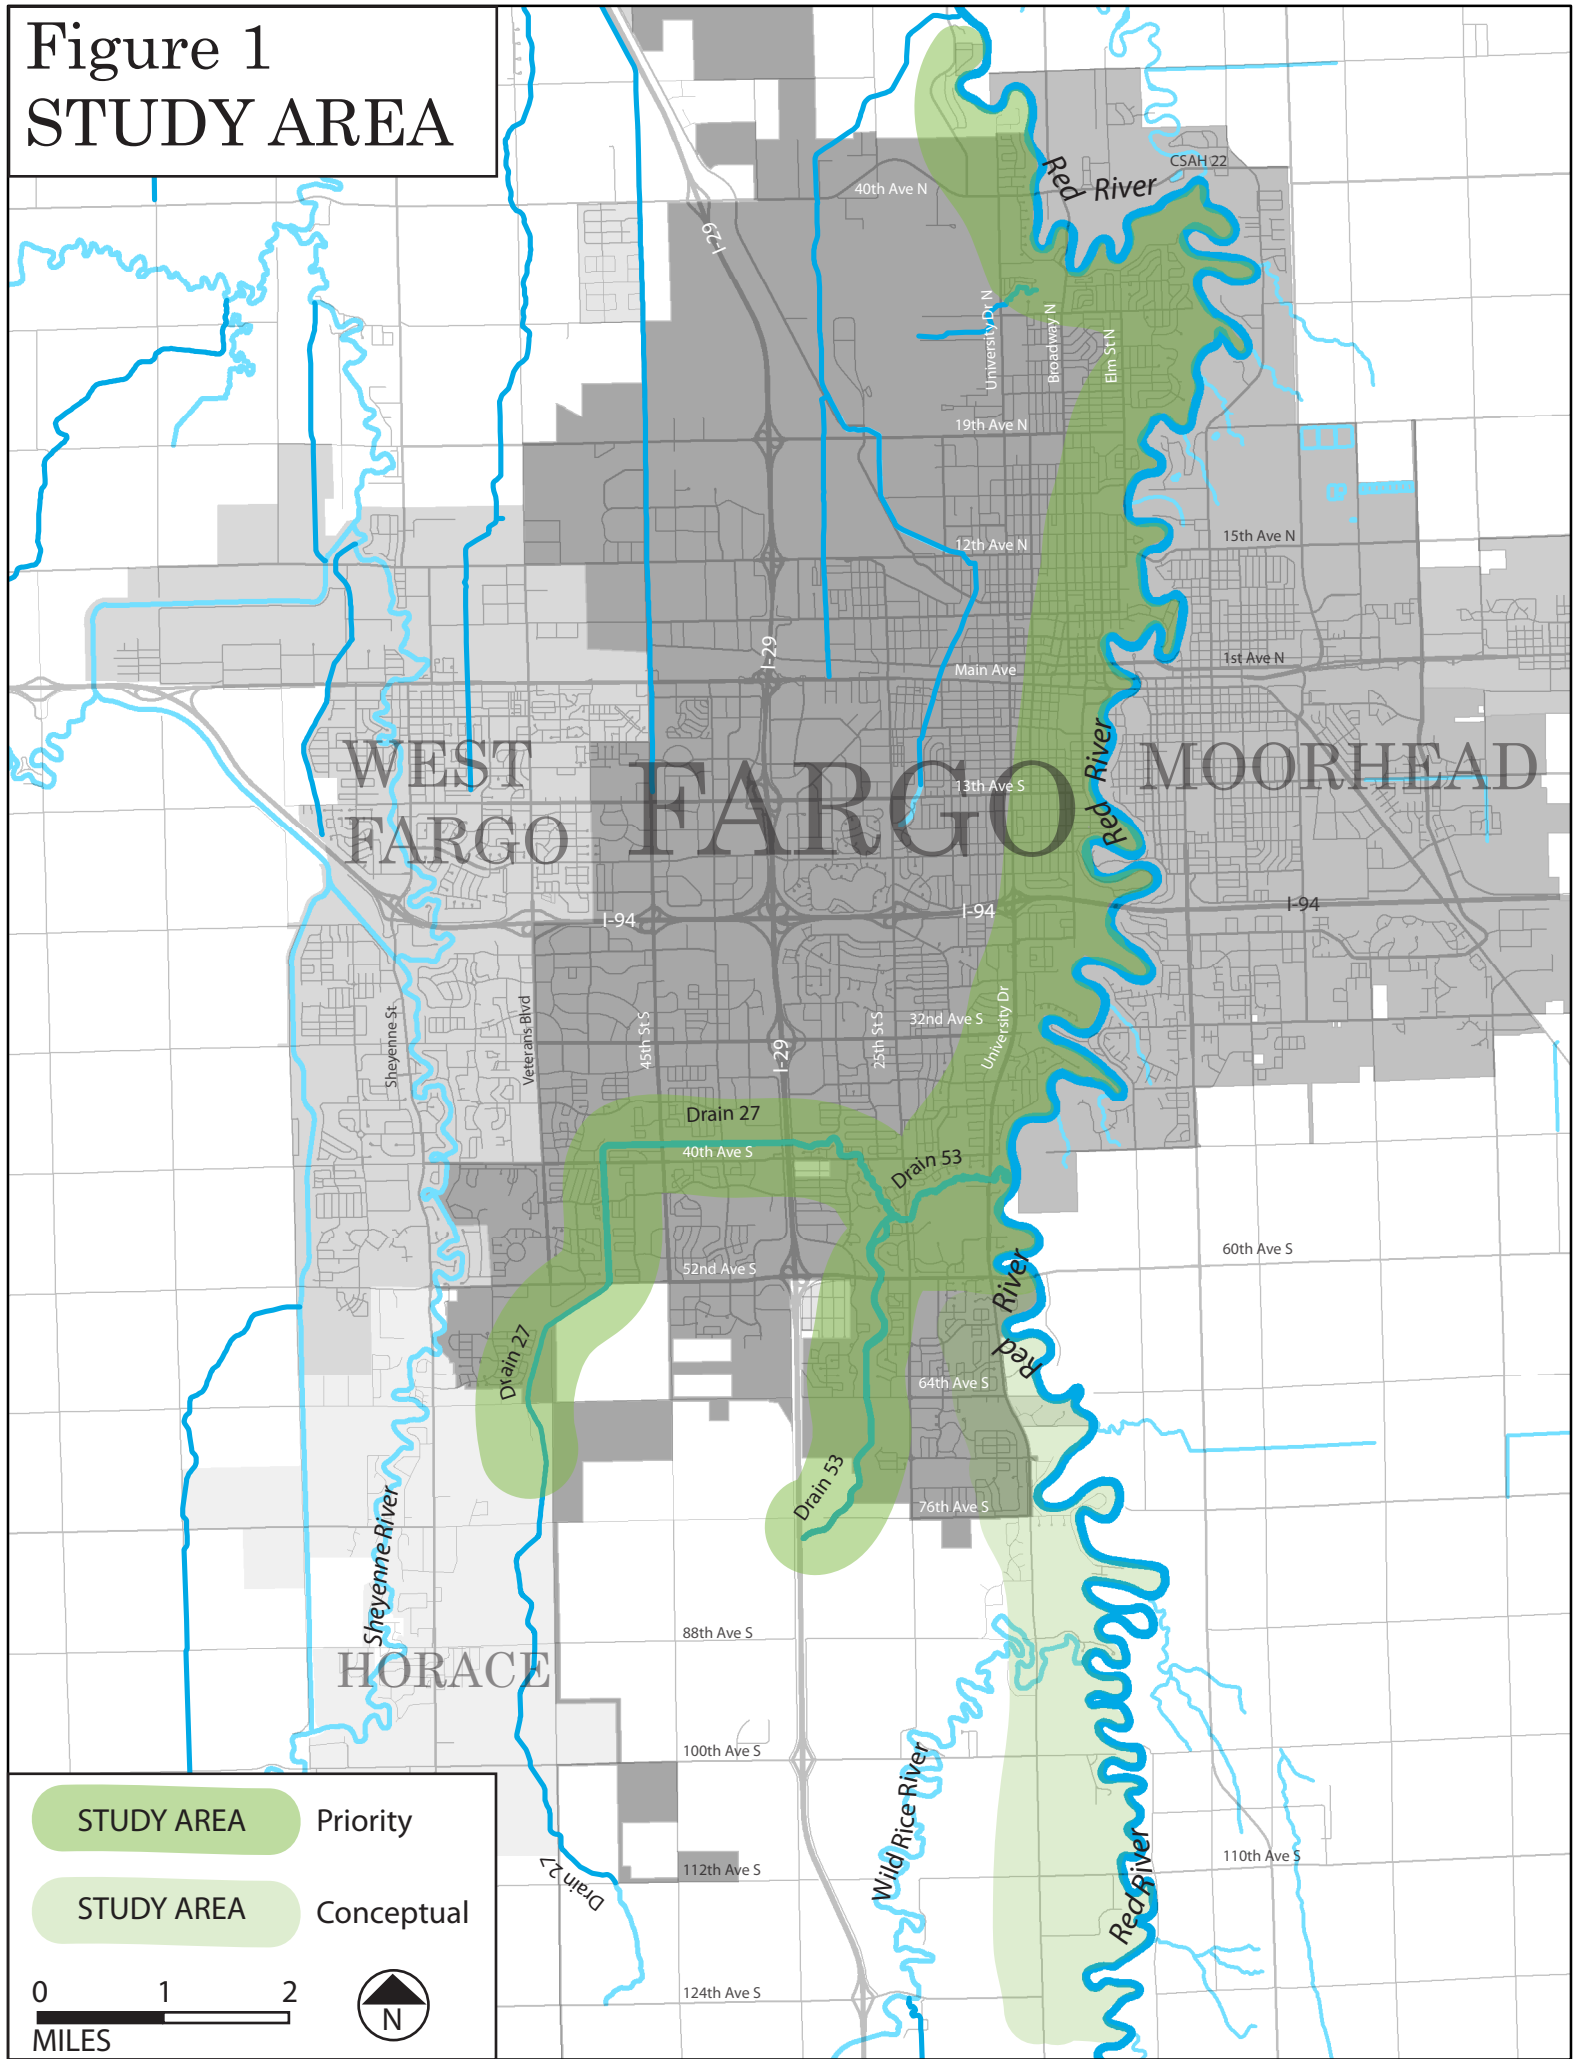 Figure 1
STUDY AREA
CSAH 22
40th Ave N
Red
River
I-29
University Dr N
Broadway N
Elm St N
19th Ave N
12th Ave N
15th Ave N
I-29
Main Ave
1st Ave N
WEST
FARGO
FARGO
MOORHEAD
Red River
13th Ave S
I-94
I-94
I-94
Sheyenne St
Veterans Blvd
45th St S
I-29
25th St S
32nd Ave S
University Dr
Drain 27
40th Ave S
Drain 53
52nd Ave S
60th Ave S
Red River
Drain 27
64th Ave S
Drain 53
76th Ave S
Sheyenne River
88th Ave S
HORACE
100th Ave S
Wild Rice River
Red River
110th Ave S
112th Ave S
Drain 27
124th Ave S
STUDY AREA Priority
STUDY AREA Conceptual
0 1 2
MILES
N